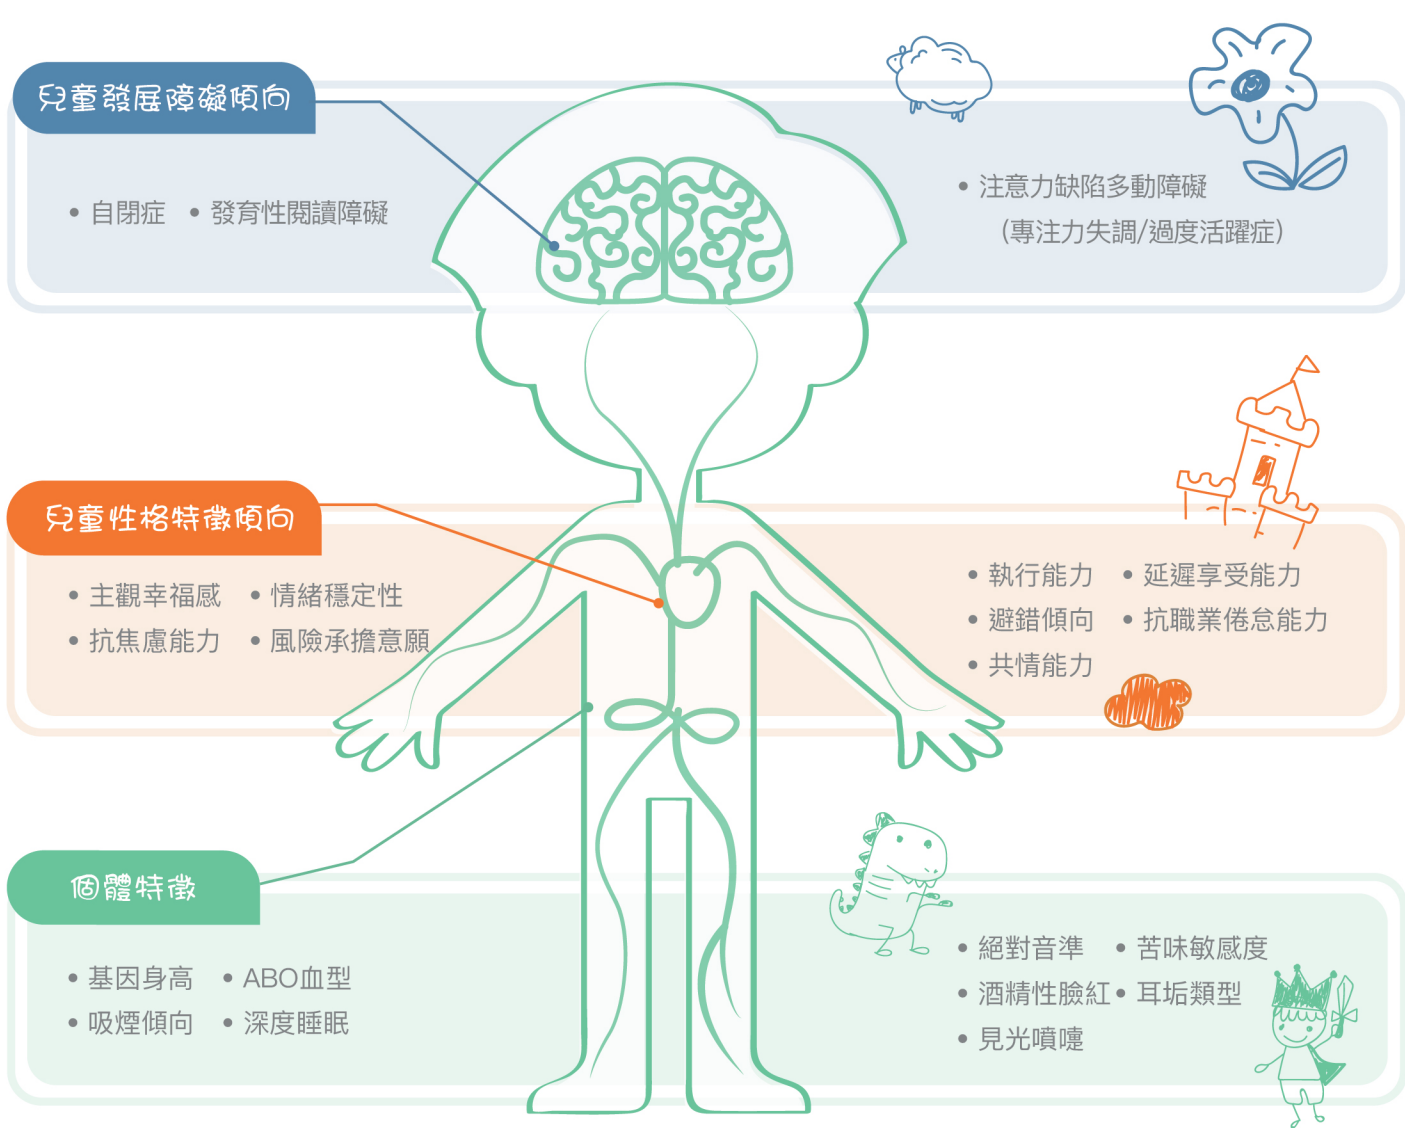 兒童發展障礙傾向
• 自閉症 • 發育性閱讀障礙
• 注意力缺陷多動障礙
(專注力失調/過度活躍症)
兒童性格特徵傾向
• 主觀幸福感 • 情緒穩定性
• 抗焦慮能力 • 風險承擔意願
• 執行能力 • 延遲享受能力
• 避錯傾向 • 抗職業倦怠能力
• 共情能力
個體特徵
• 基因身高 • ABO血型
• 吸煙傾向 • 深度睡眠
• 絕對音準 • 苦味敏感度
• 酒精性臉紅 • 耳垢類型
• 見光噴嚏